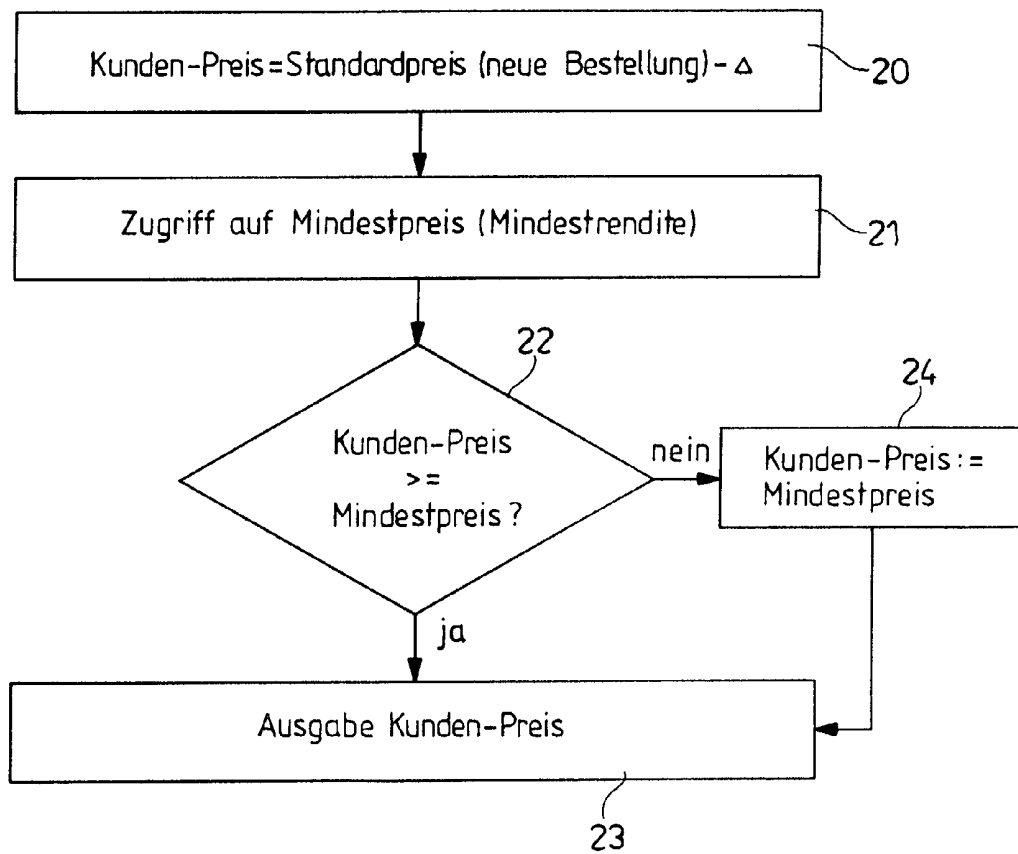 Kunden-Preis=Standardpreis (neue Bestellung)-Δ
20
Zugriff auf Mindestpreis (Mindestrendite)
21
22
Kunden-Preis
>=
Mindestpreis?
nein
24
Kunden-Preis:=
Mindestpreis
ja
Ausgabe Kunden-Preis
23